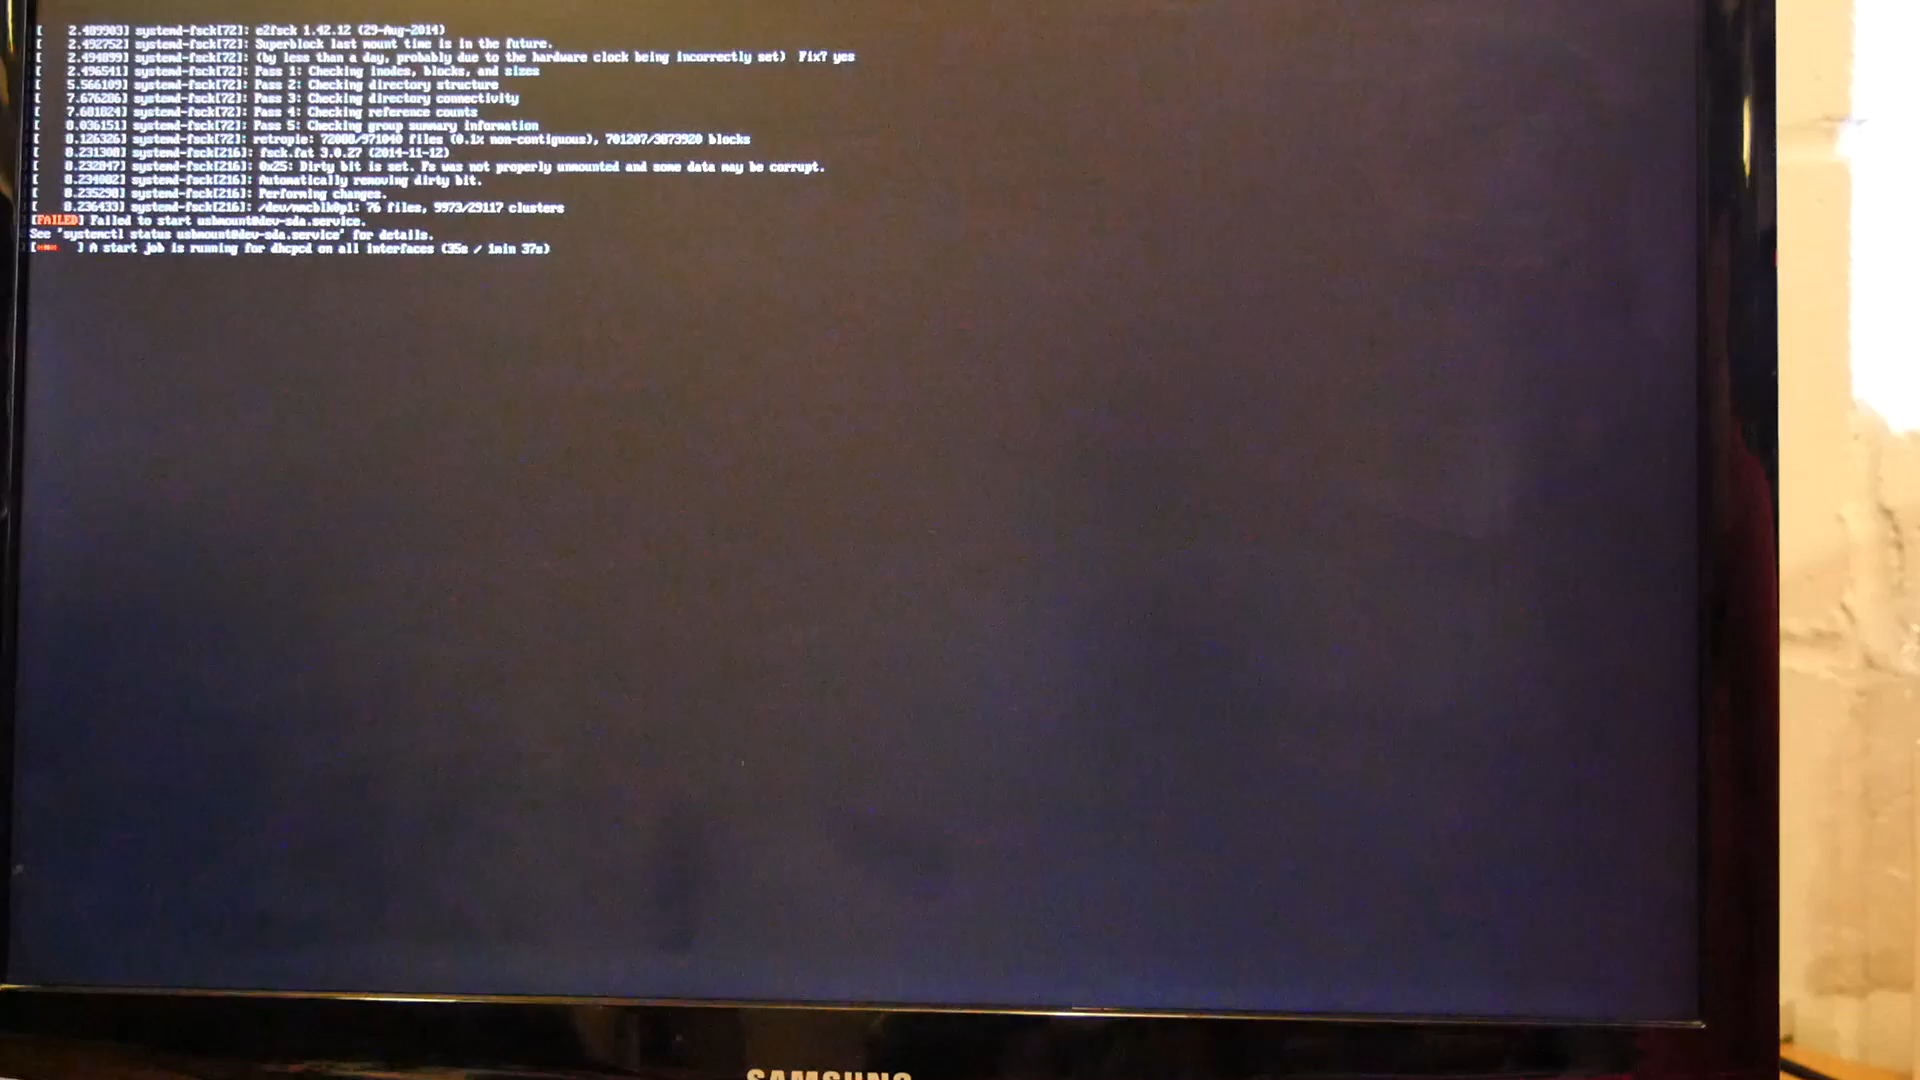 [    2.489903] systemd-fsck[72]: e2fsck 1.42.12 (29-Aug-2014)
[    2.492752] systemd-fsck[72]: Superblock last mount time is in the future.
[    2.494899] systemd-fsck[72]: (by less than a day, probably due to the hardware clock being incorrectly set)  Fix? yes
[    2.496541] systemd-fsck[72]: Pass 1: Checking inodes, blocks, and sizes
[    5.566109] systemd-fsck[72]: Pass 2: Checking directory structure
[    7.676286] systemd-fsck[72]: Pass 3: Checking directory connectivity
[    7.681824] systemd-fsck[72]: Pass 4: Checking reference counts
[    8.036151] systemd-fsck[72]: Pass 5: Checking group summary information
[    8.126326] systemd-fsck[72]: retropie: 72088/971040 files (0.1% non-contiguous), 701207/3873920 blocks
[    8.231308] systemd-fsck[216]: fsck.fat 3.0.27 (2014-11-12)
[    8.232847] systemd-fsck[216]: 0x25: Dirty bit is set. Fs was not properly unmounted and some data may be corrupt.
[    8.234082] systemd-fsck[216]: Automatically removing dirty bit.
[    8.235298] systemd-fsck[216]: Performing changes.
[    8.236433] systemd-fsck[216]: /dev/mmcblk0p1: 76 files, 9973/29117 clusters
[FAILED] Failed to start usbmount@dev-sda.service.
See 'systemctl status usbmount@dev-sda.service' for details.
[***   ] A start job is running for dhcpcd on all interfaces (35s / 1min 37s)
SAMSUNG